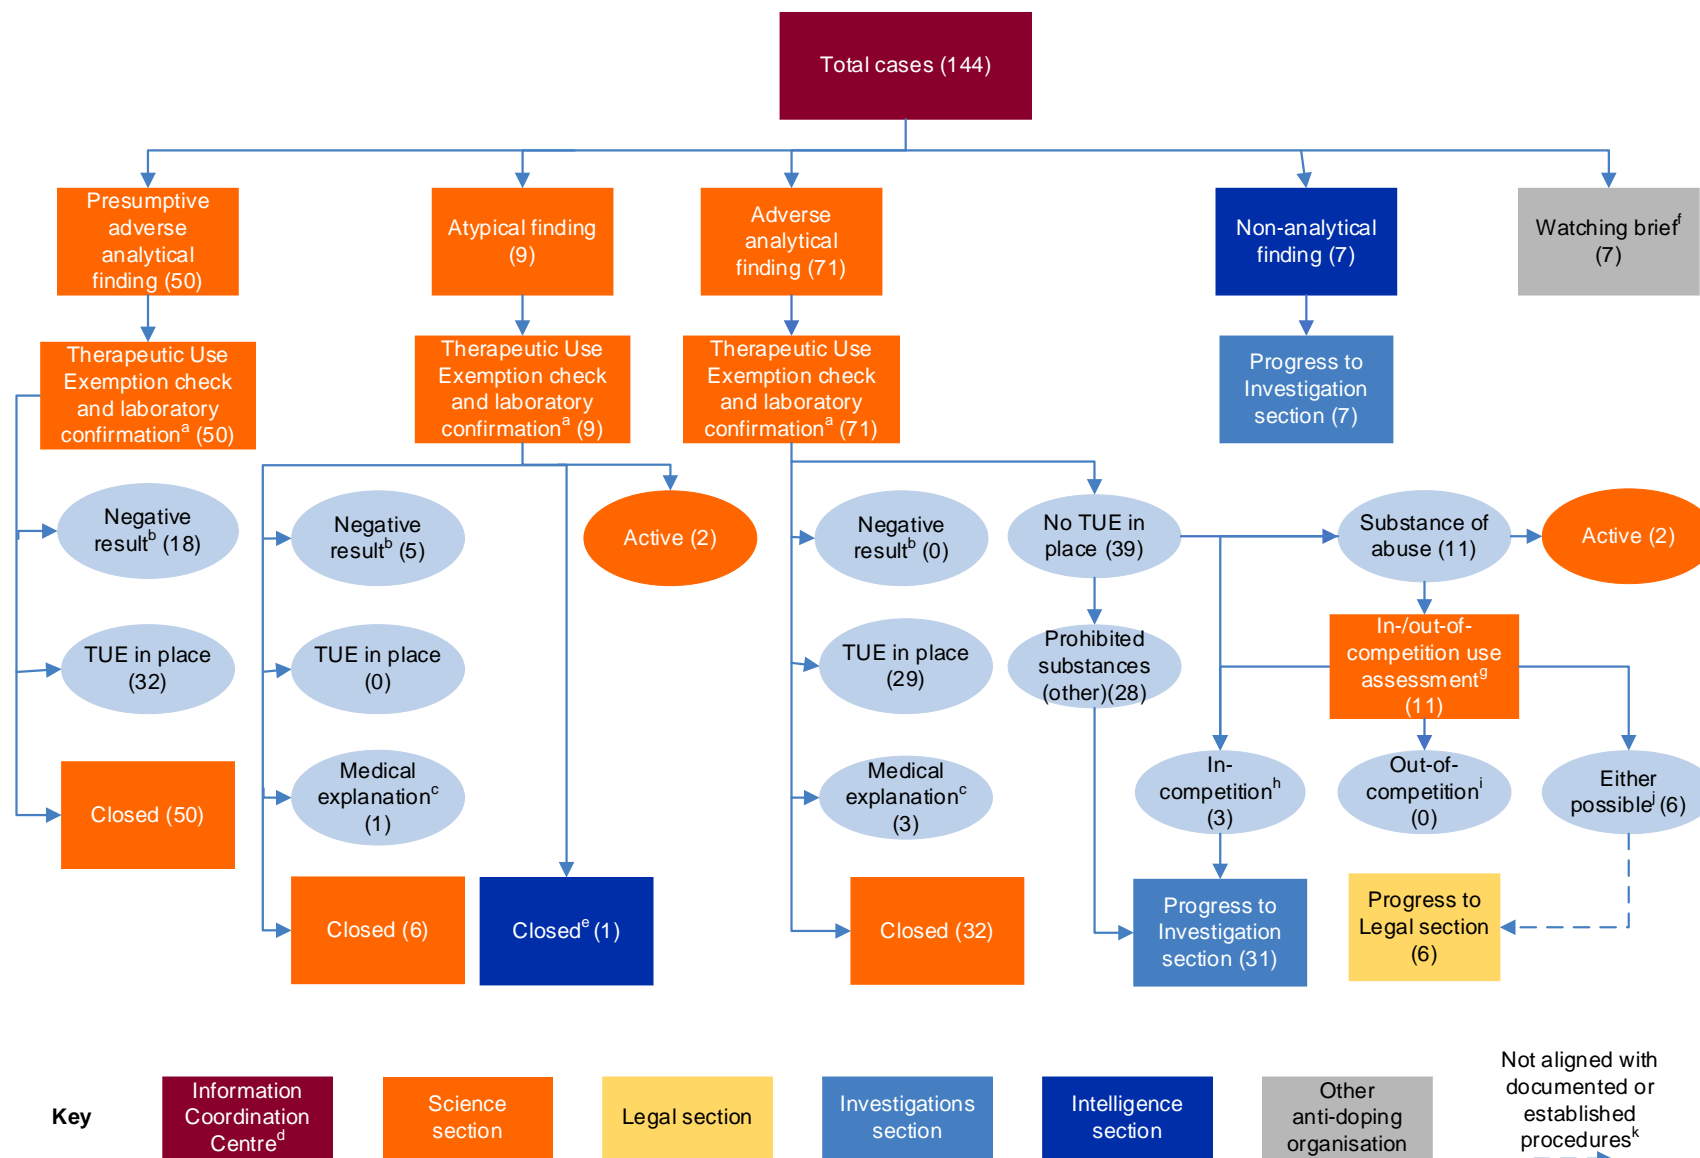 Total cases (144)
Presumptive
adverse
analytical
finding (50)
Atypical finding
(9)
Adverse
analytical
finding (71)
Non-analytical
finding (7)
Watching brief^f
(7)
Therapeutic Use
Exemption check
and laboratory
confirmation^a (50)
Therapeutic Use
Exemption check
and laboratory
confirmation^a (9)
Therapeutic Use
Exemption check
and laboratory
confirmation^a (71)
Progress to
Investigation
section (7)
Negative
result^b (18)
Negative
result^b (5)
Active (2)
Negative
result^b (0)
No TUE in
place (39)
Substance of
abuse (11)
Active (2)
TUE in place
(32)
TUE in place
(0)
TUE in place
(29)
Prohibited
substances
(other)(28)
In-/out-of-
competition use
assessment^g
(11)
Closed (50)
Medical
explanation^c
(1)
Medical
explanation^c
(3)
In-
competition^h
(3)
Out-of-
competition^i
(0)
Either
possible^j (6)
Closed (6)
Closed^e (1)
Closed (32)
Progress to
Investigation
section (31)
Progress to
Legal section
(6)
Key
Information
Coordination
Centre^d
Science
section
Legal section
Investigations
section
Intelligence
section
Other
anti-doping
organisation
Not aligned with
documented or
established
procedures^k